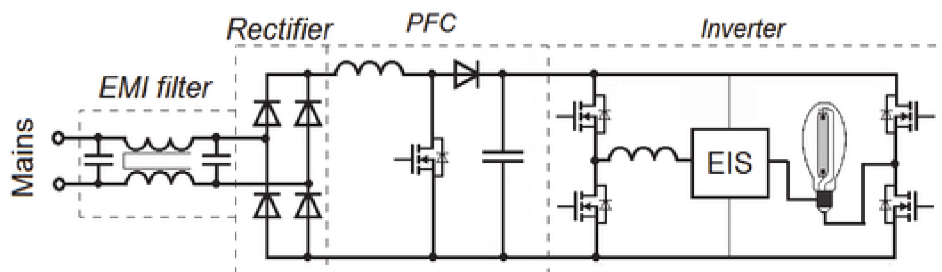 PFC
Rectifier
Inverter
EMI filter
Mains
EIS